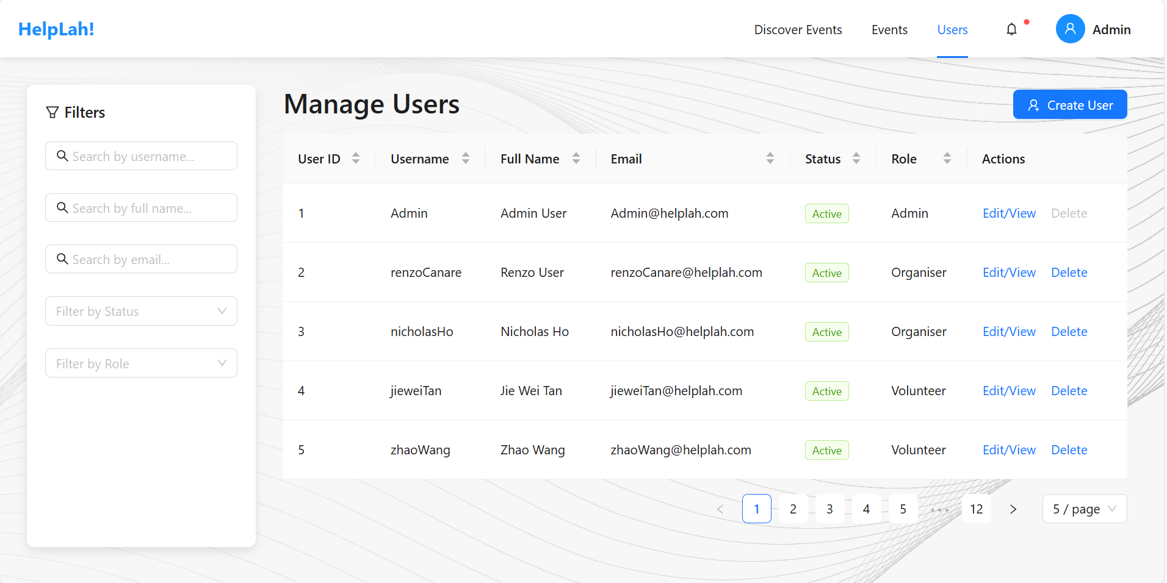 HelpLah!
Discover Events Events Users Admin
Filters
Search by username...
Search by full name...
Search by email...
Filter by Status
Filter by Role
Manage Users
Create User
User ID Username Full Name Email Status Role Actions
1 Admin Admin User Admin@helplah.com Active Admin Edit/View Delete
2 renzoCanare Renzo User renzoCanare@helplah.com Active Organiser Edit/View Delete
3 nicholasHo Nicholas Ho nicholasHo@helplah.com Active Organiser Edit/View Delete
4 jieweiTan Jie Wei Tan jieweiTan@helplah.com Active Volunteer Edit/View Delete
5 zhaoWang Zhao Wang zhaoWang@helplah.com Active Volunteer Edit/View Delete
< 1 2 3 4 5 ••• 12 > 5 / page